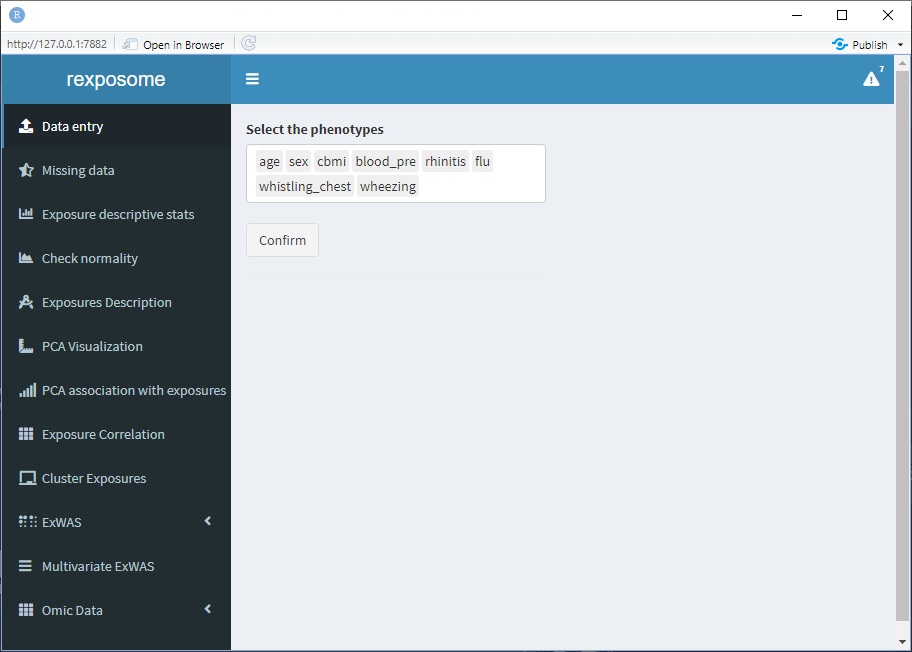 R
http://127.0.0.1:7882 Open in Browser Publish
rexposome
7
Data entry
Missing data
Exposure descriptive stats
Check normality
Exposures Description
PCA Visualization
PCA association with exposures
Exposure Correlation
Cluster Exposures
ExWAS
Multivariate ExWAS
Omic Data
Select the phenotypes
age sex cbmi blood_pre rhinitis flu
whistling_chest wheezing
Confirm